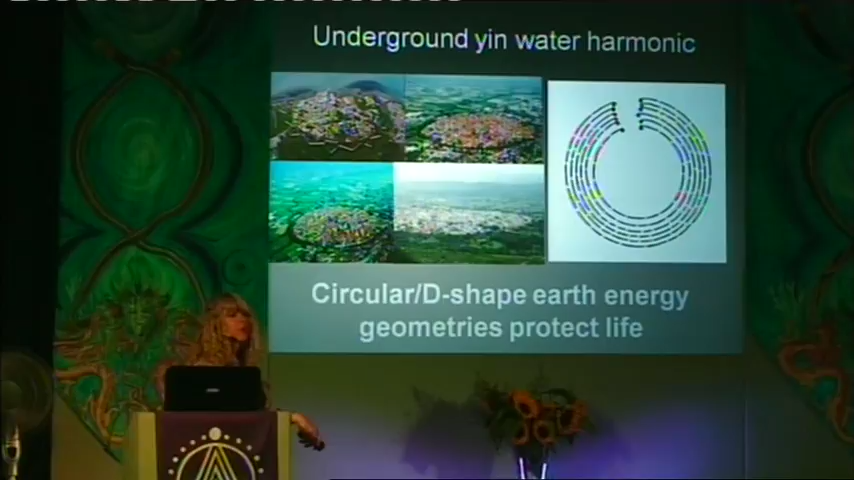 Underground yin water harmonic
Circular/D-shape earth energy
geometries protect life